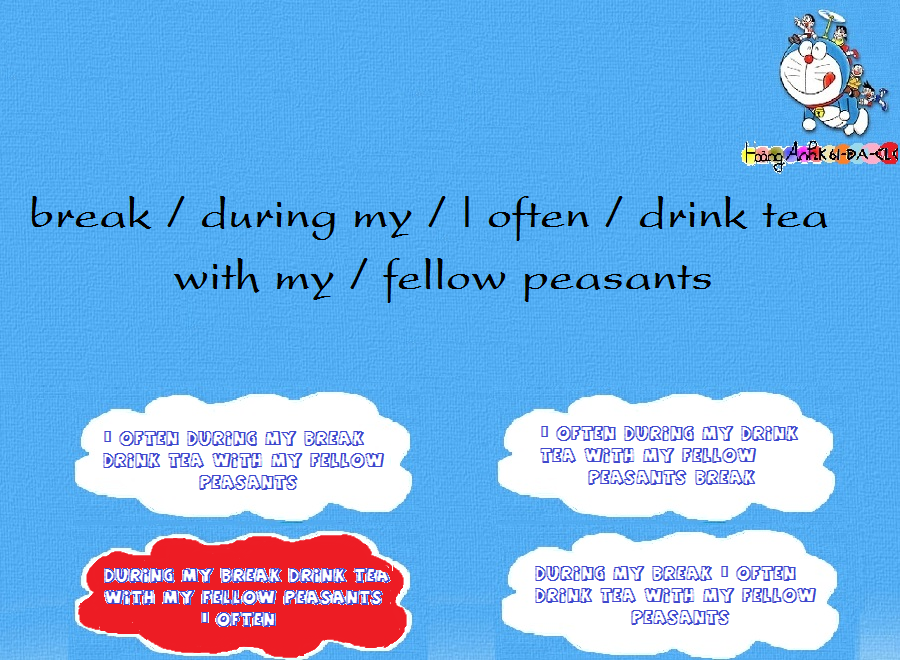 Hoàng Anh K61-ĐA-CLC
break / during my / I often / drink tea
with my / fellow peasants
I OFTEN DURING MY BREAK
DRINK TEA WITH MY FELLOW
PEASANTS
I OFTEN DURING MY DRINK
TEA WITH MY FELLOW
PEASANTS BREAK
DURING MY BREAK DRINK TEA
WITH MY FELLOW PEASANTS
I OFTEN
DURING MY BREAK I OFTEN
DRINK TEA WITH MY FELLOW
PEASANTS